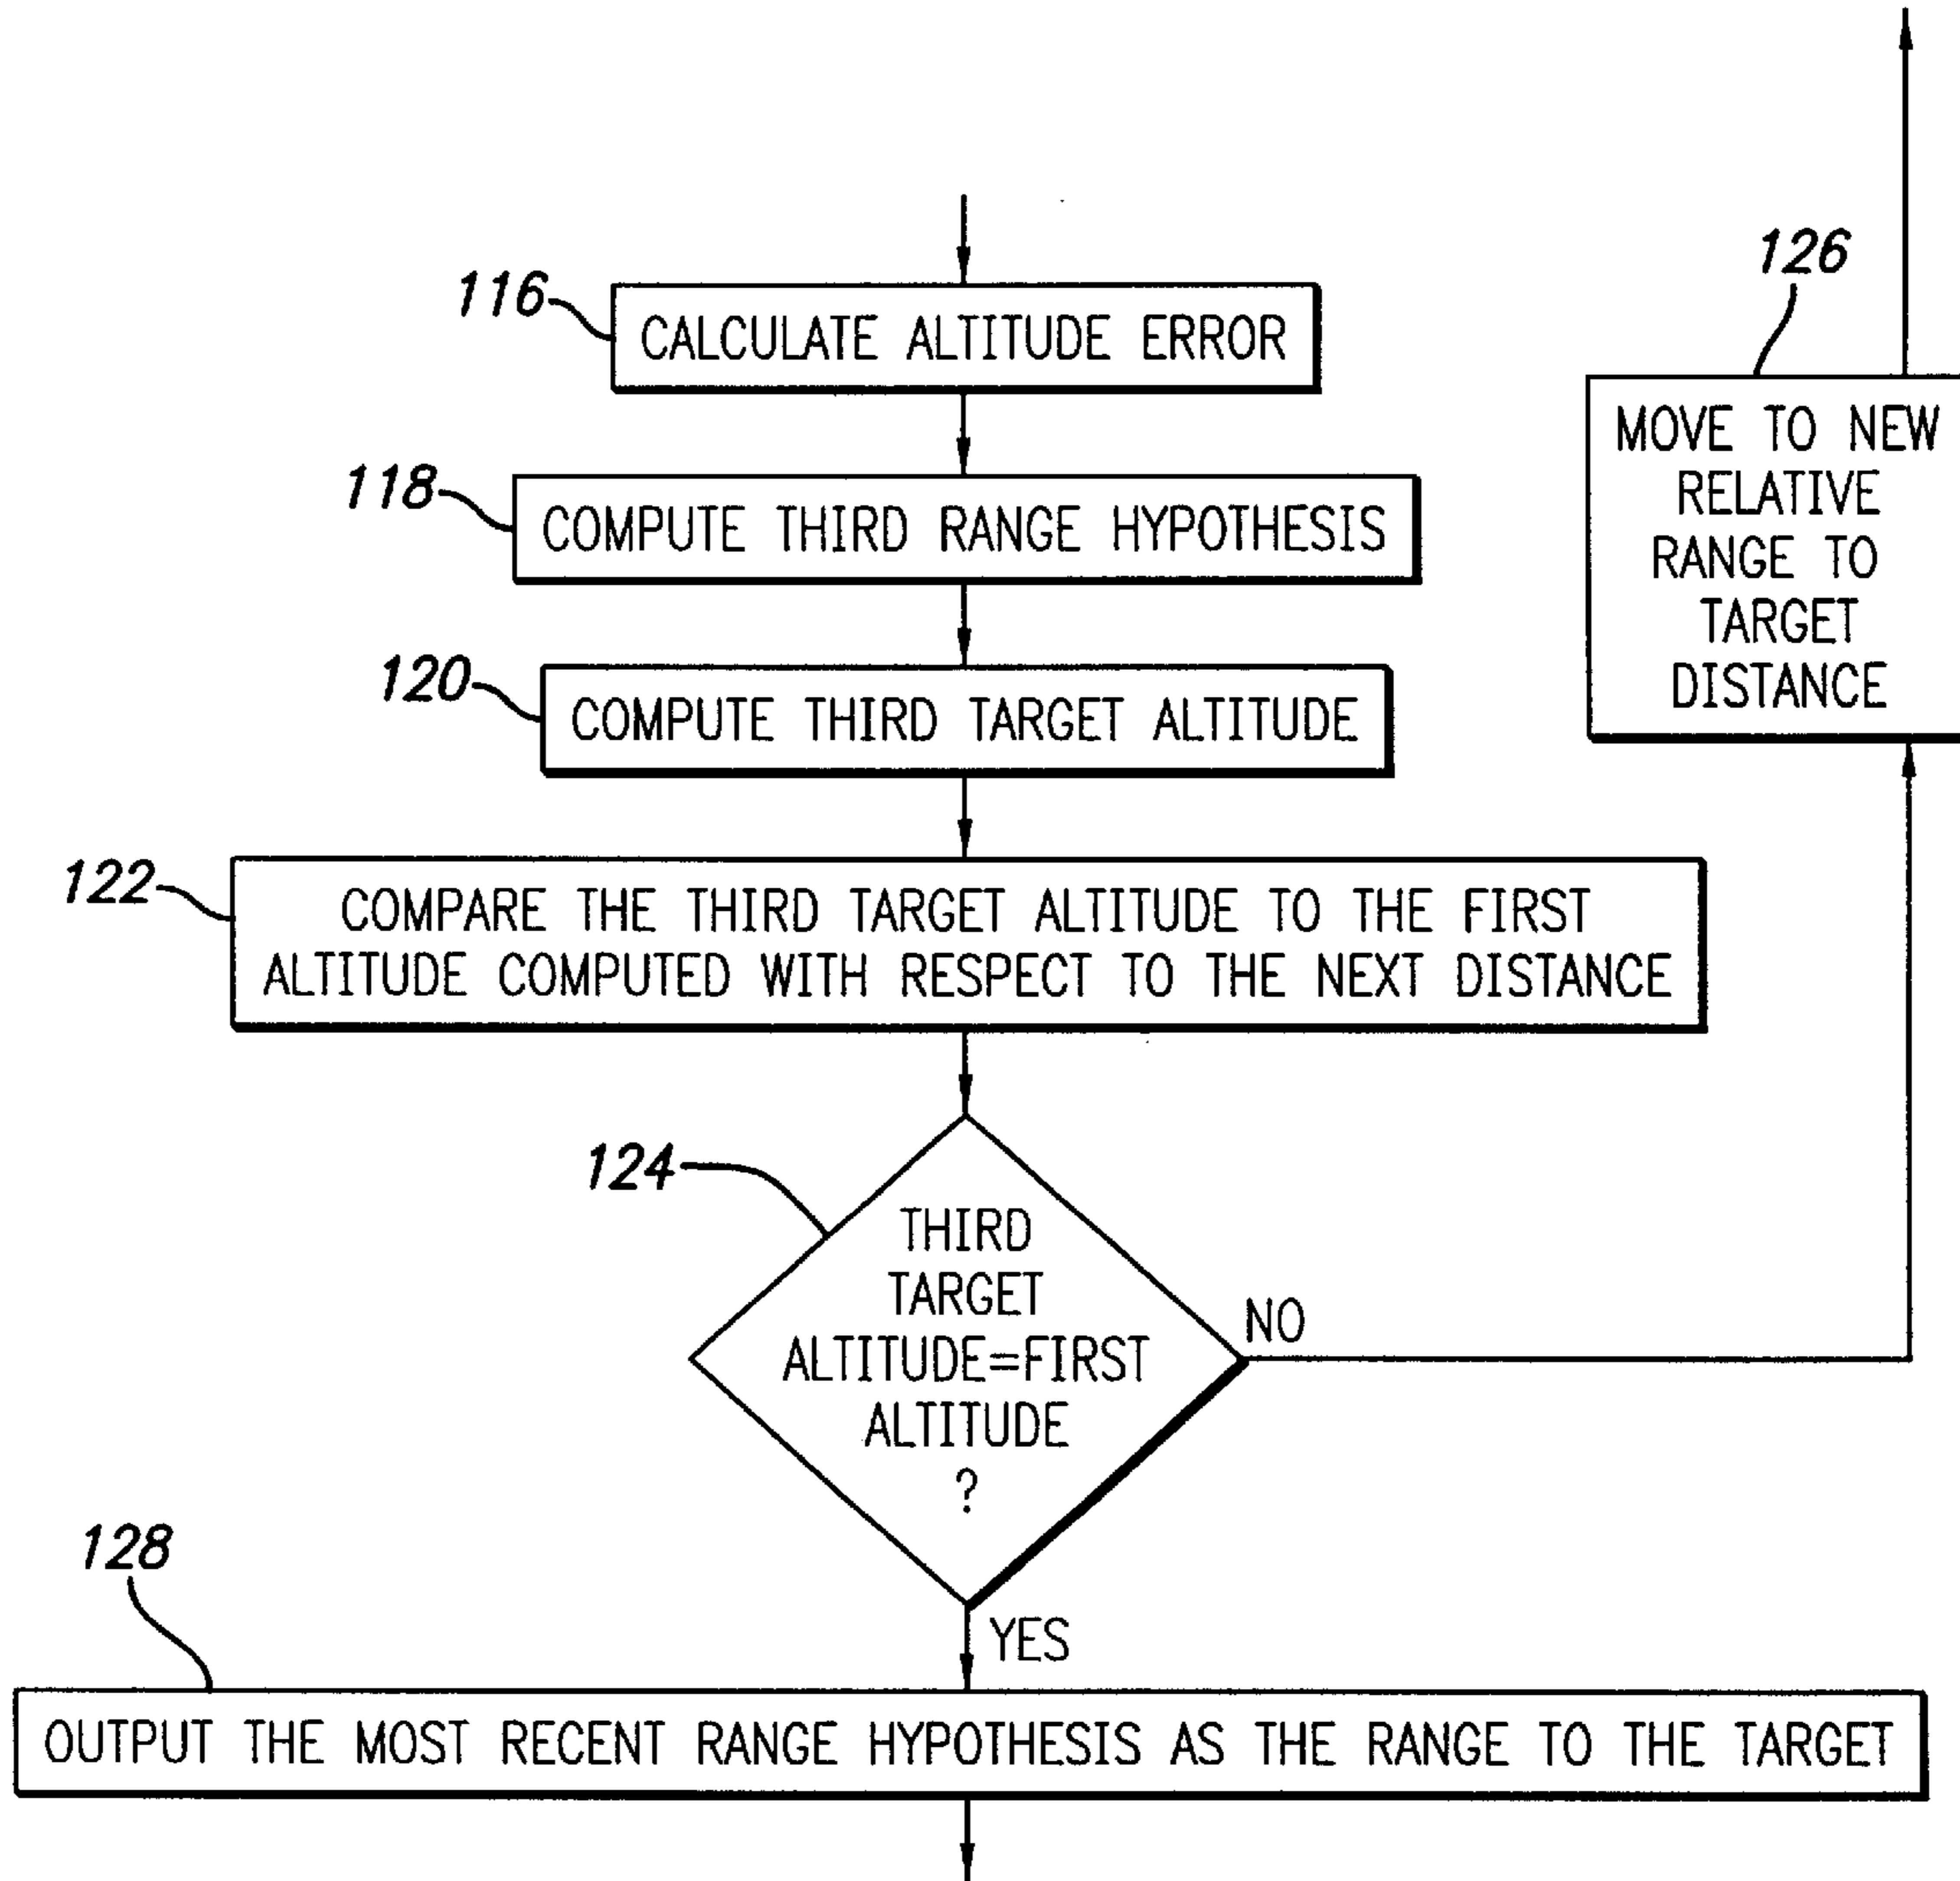 116
CALCULATE ALTITUDE ERROR
118
COMPUTE THIRD RANGE HYPOTHESIS
120
COMPUTE THIRD TARGET ALTITUDE
122
COMPARE THE THIRD TARGET ALTITUDE TO THE FIRST
ALTITUDE COMPUTED WITH RESPECT TO THE NEXT DISTANCE
124
THIRD
TARGET
ALTITUDE=FIRST
ALTITUDE
?
NO
126
MOVE TO NEW
RELATIVE
RANGE TO
TARGET
DISTANCE
YES
128
OUTPUT THE MOST RECENT RANGE HYPOTHESIS AS THE RANGE TO THE TARGET